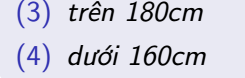 (3) trên 180cm
(4) dưới 160cm